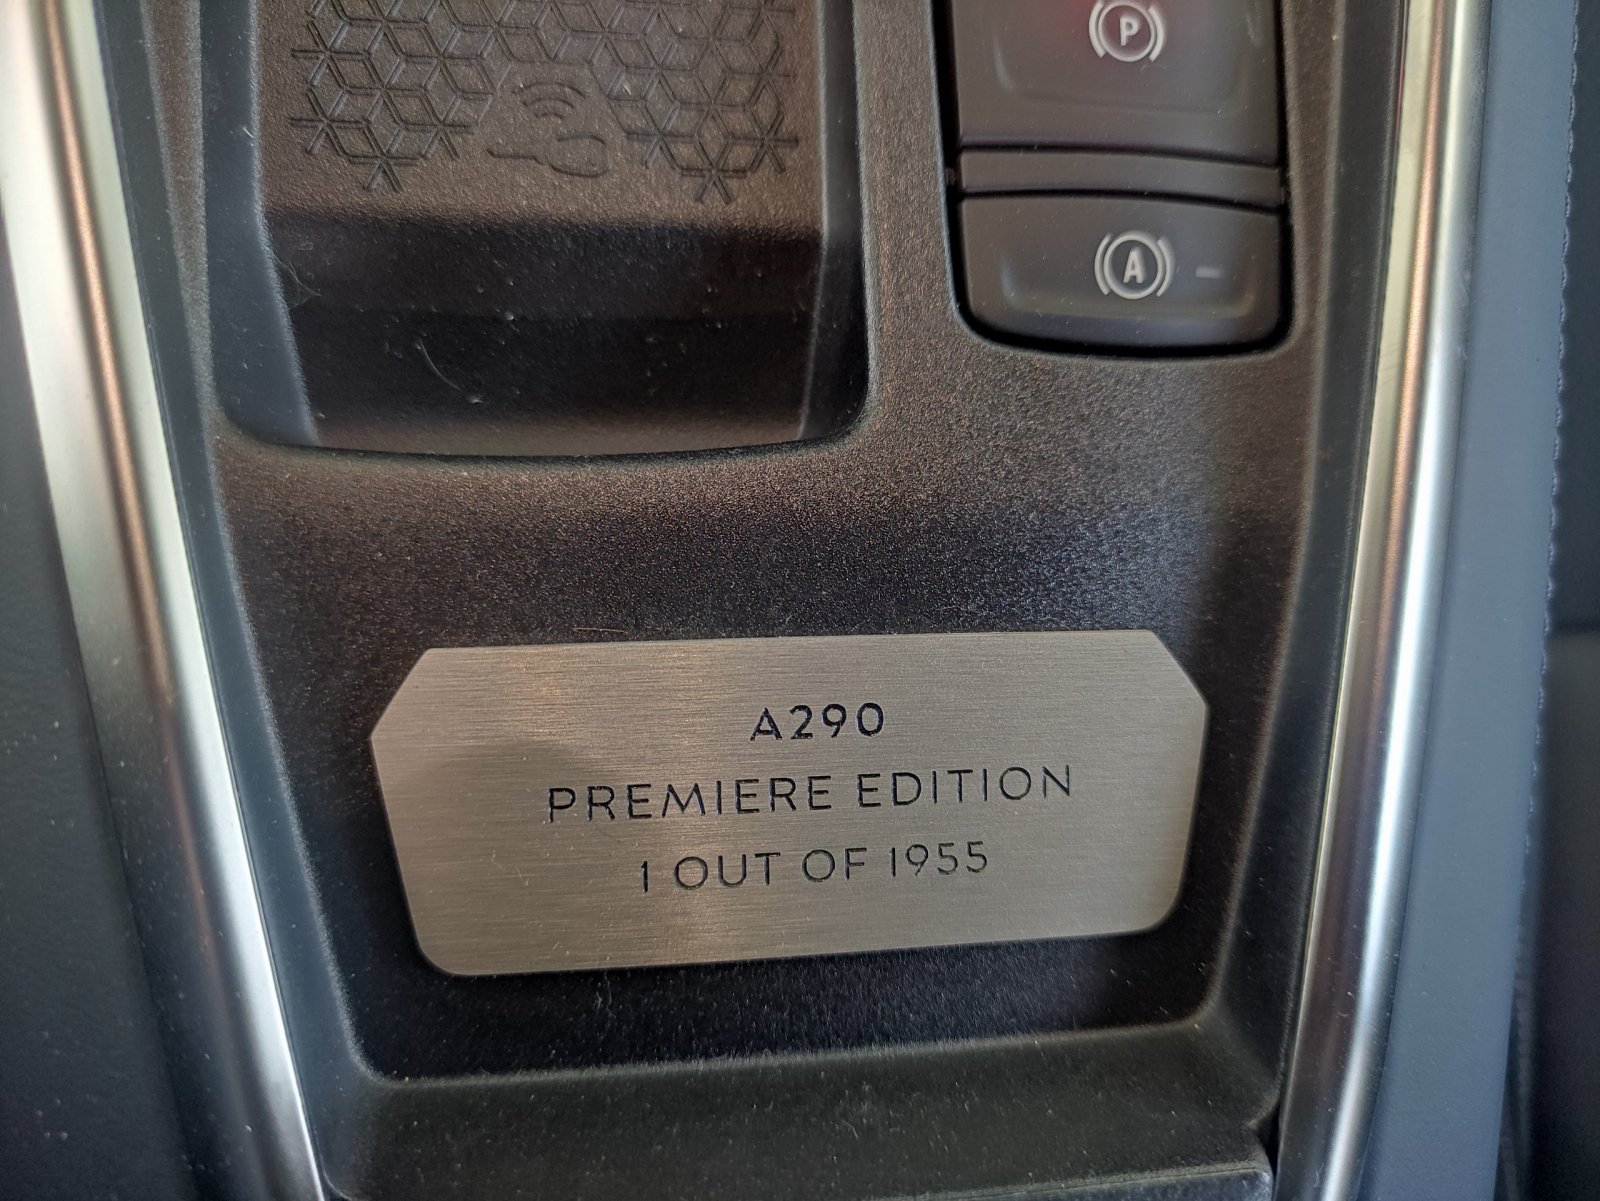 P
A
A290
PREMIERE EDITION
1 OUT OF 1955